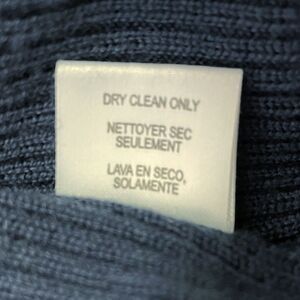 DRY CLEAN ONLY
NETTOYER SEC
SEULEMENT
LAVA EN SECO,
SOLAMENTE